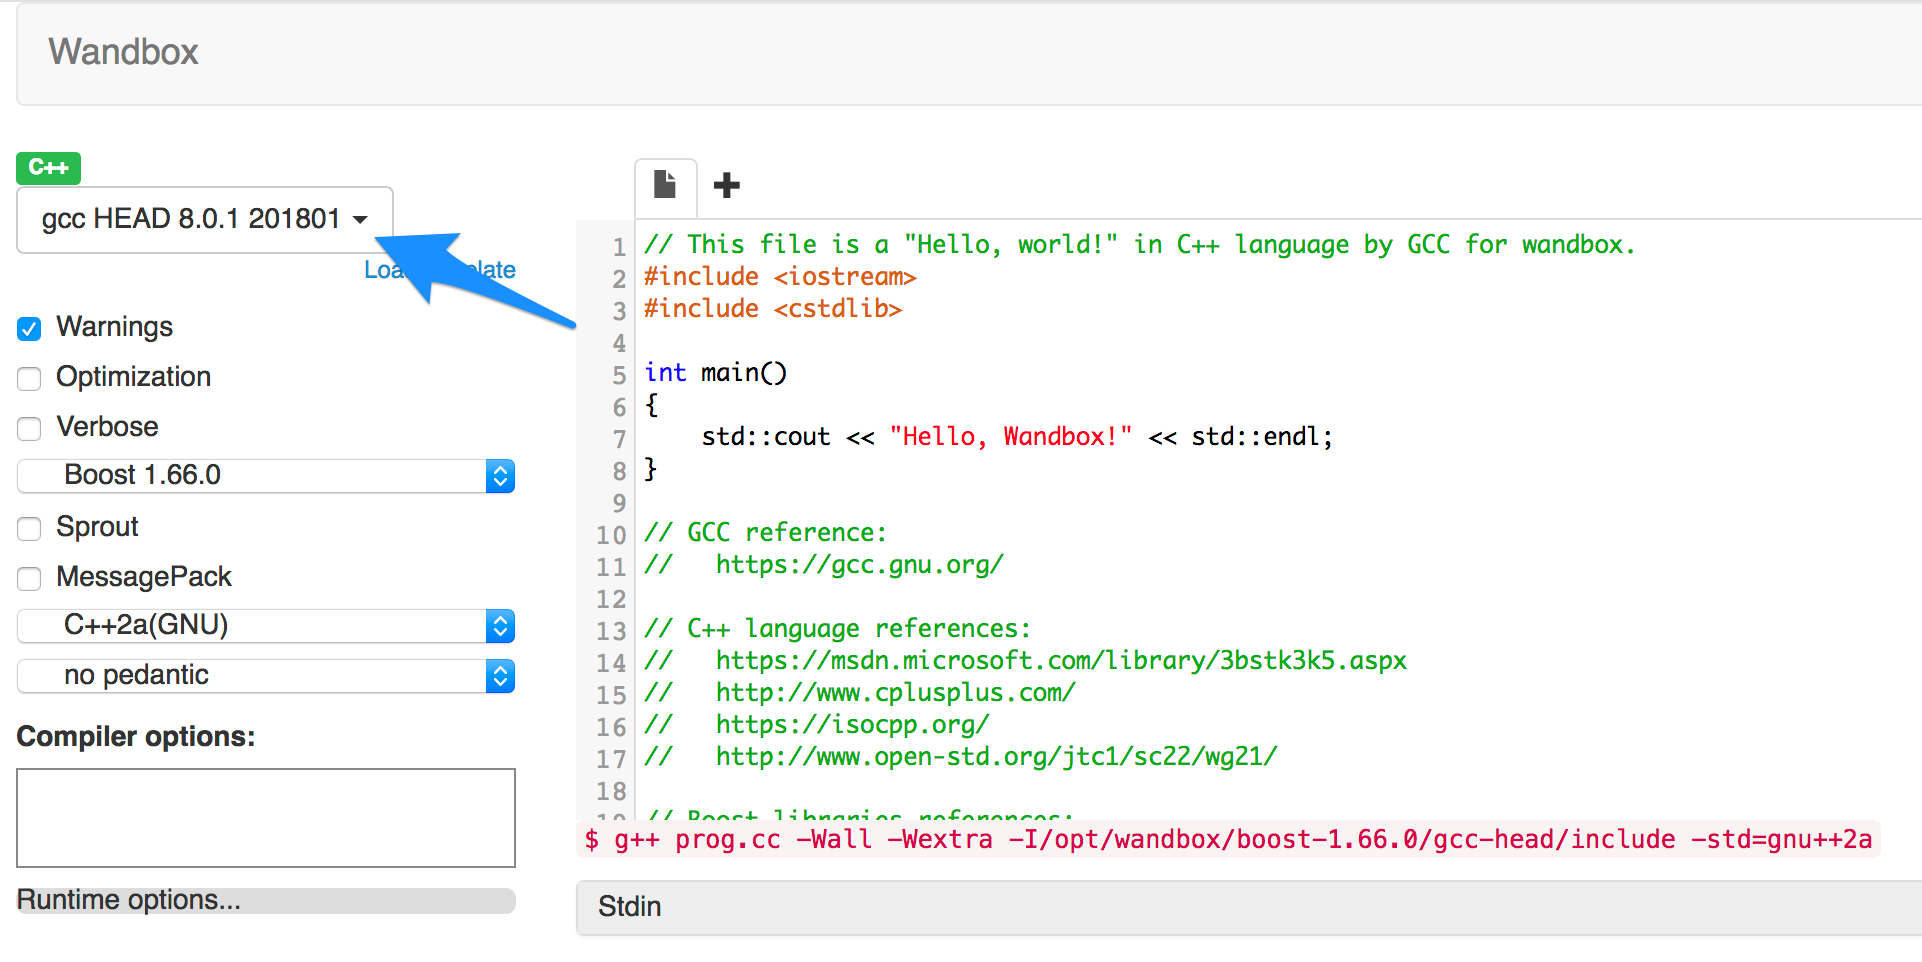 Wandbox
C++
gcc HEAD 8.0.1 201801
Warnings
Optimization
Verbose
Boost 1.66.0
Sprout
MessagePack
C++2a(GNU)
no pedantic
Compiler options:
Runtime options...
1 // This file is a "Hello, world!" in C++ language by GCC for wandbox.
2 #include <iostream>
3 #include <cstdlib>
4
5 int main()
6 {
7     std::cout << "Hello, Wandbox!" << std::endl;
8 }
9
10 // GCC reference:
11 //   https://gcc.gnu.org/
12
13 // C++ language references:
14 //   https://msdn.microsoft.com/library/3bstk3k5.aspx
15 //   http://www.cplusplus.com/
16 //   https://isocpp.org/
17 //   http://www.open-std.org/jtc1/sc22/wg21/
18
19 // Boost libraries references:
$ g++ prog.cc -Wall -Wextra -I/opt/wandbox/boost-1.66.0/gcc-head/include -std=gnu++2a
Stdin